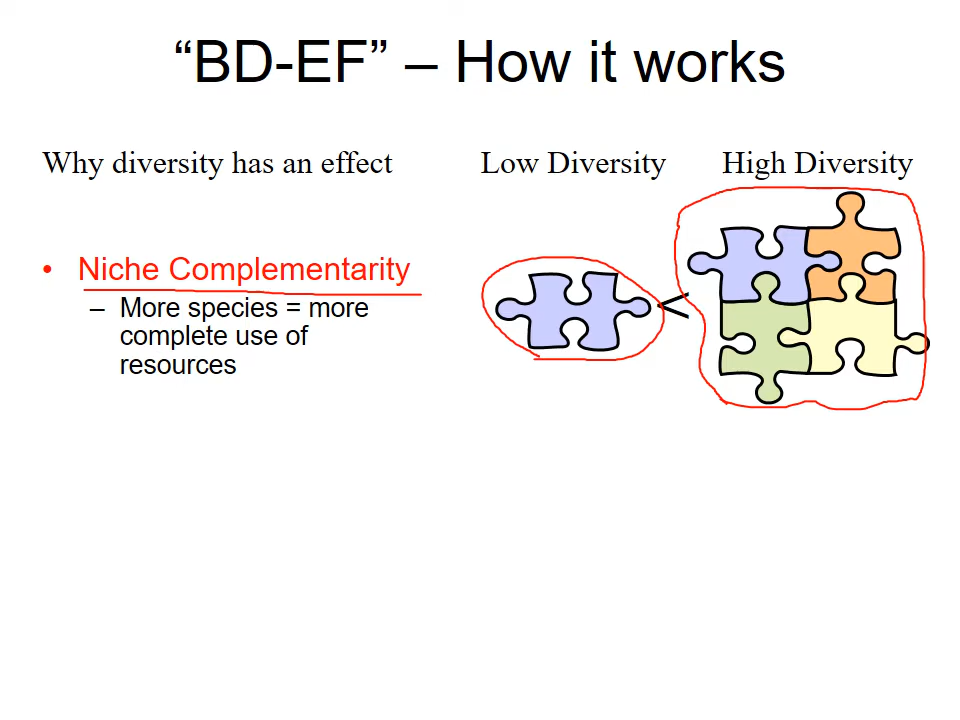 “BD-EF” – How it works
Why diversity has an effect
Low Diversity
High Diversity
• Niche Complementarity
– More species = more
complete use of
resources
<